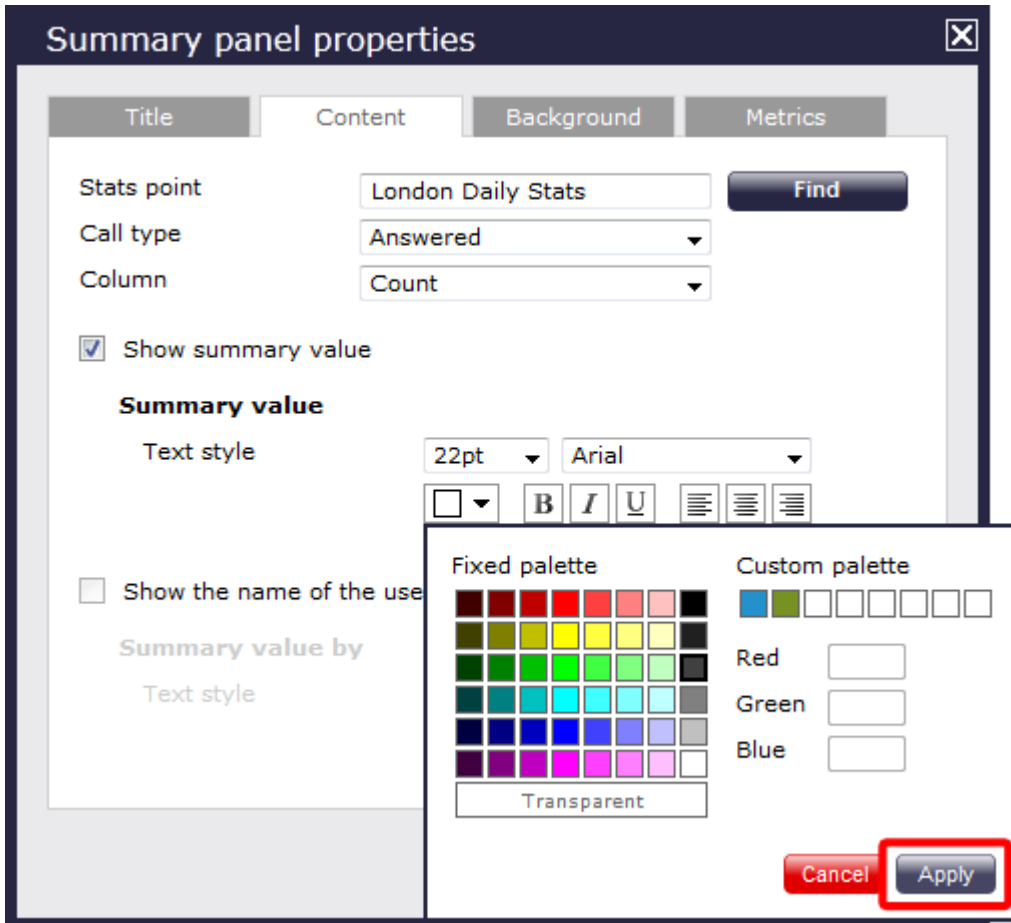 Summary panel properties
Title Content Background Metrics
Stats point London Daily Stats Find
Call type Answered
Column Count
Show summary value
Summary value
Text style 22pt Arial
B I U
Show the name of the use
Summary value by
Text style
Fixed palette Custom palette
Red
Green
Blue
Transparent
Cancel Apply